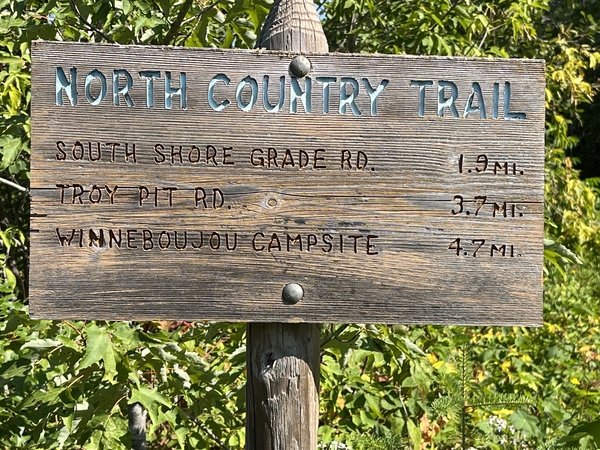 NORTH COUNTRY TRAIL
SOUTH SHORE GRADE RD. 1.9 MI.
TROY PIT RD. 3.7 MI.
WINNEBOUJOU CAMPSITE 4.7 MI.